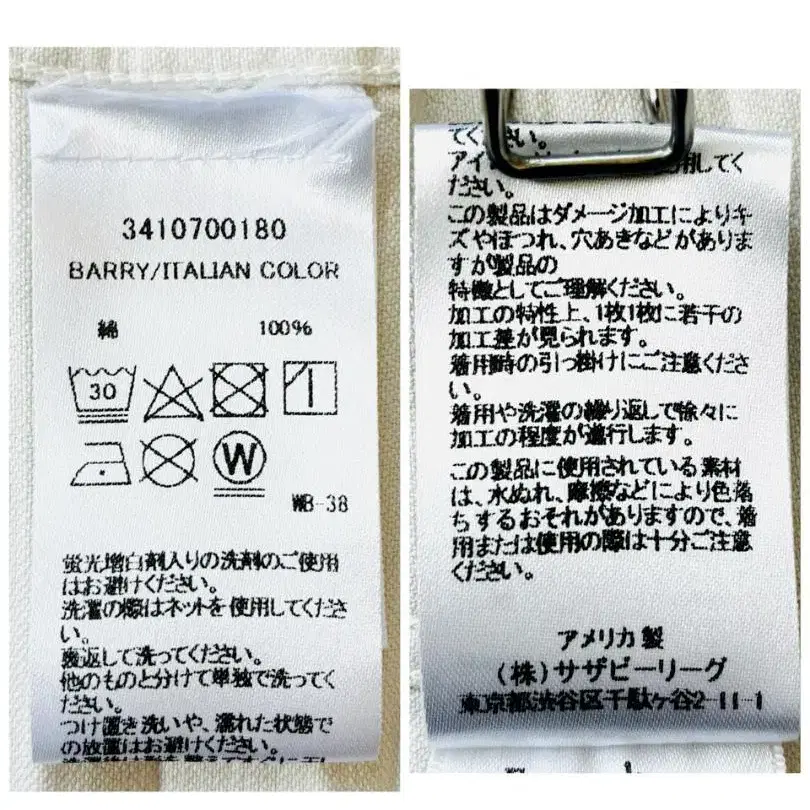 3410700180
BARRY/ITALIAN COLOR
綿 100%
30
W
WB-38
蛍光増白剤入りの洗剤のご使用
はお避けください。
洗濯の際はネットを使用してくださ
い。
裏返して洗ってください。
他のものと分けて単独で洗ってく
ださい。
つけ置き洗いや、濡れた状態で
の放置はお避けください。
てください。
ださい。
この製品はダメージ加工によりキ
ズやほつれ、穴あきなどがありま
すが製品の
特徴としてご理解ください。
加工の特性上、1枚1枚に若干の
加工差が見られます。
着用時の引っ掛けにご注意くださ
い。
着用や洗濯の繰り返しで徐々に
加工の程度が進行します。
この製品に使用されている素材
は、水ぬれ、摩擦などにより色落
ちするおそれがありますので、着
用または使用の際は十分ご注意
ください。
アメリカ製
(株)サザビーリーグ
東京都渋谷区千駄ヶ谷2-11-1